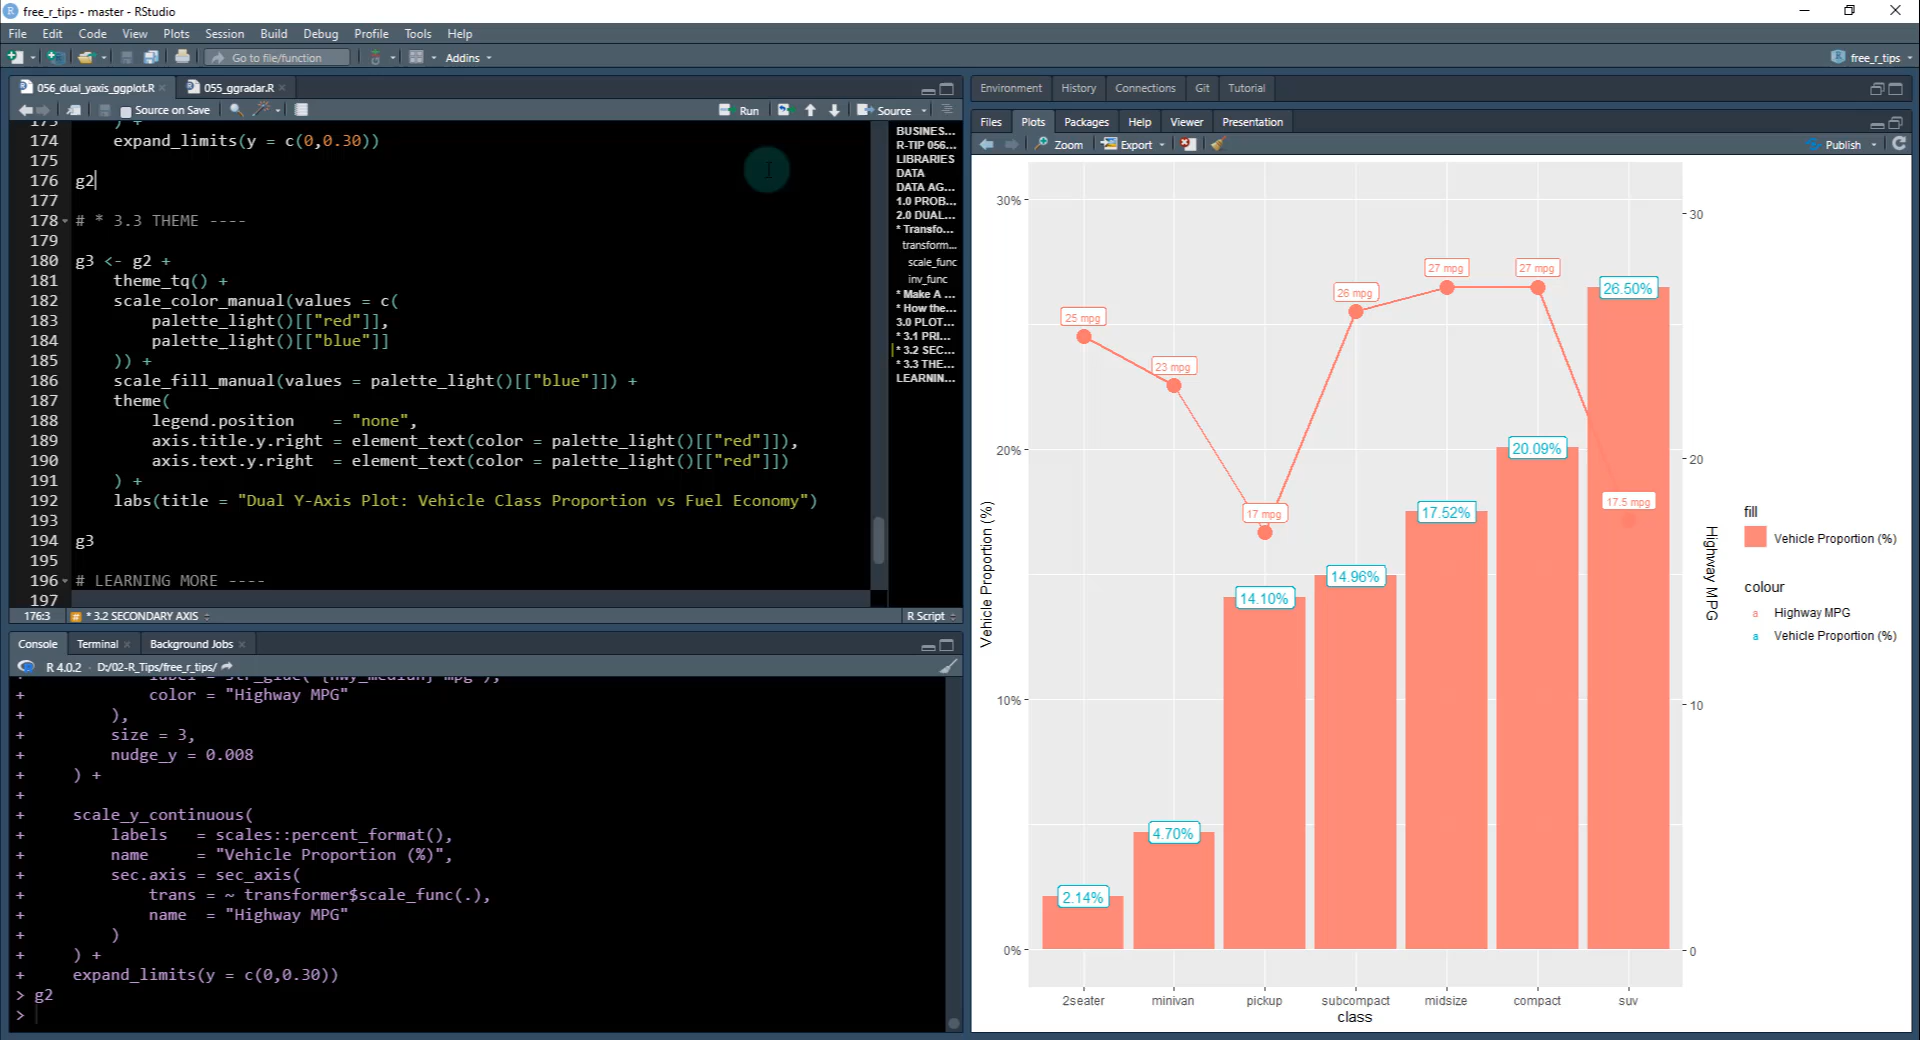 free_r_tips - master - RStudio
File Edit Code View Plots Session Build Debug Profile Tools Help
Go to file/function Addins free_r_tips
056_dual_yaxis_ggplot.R 055_ggradar.R
Source on Save Run Source
174 expand_limits(y = c(0,0.30))
175
176 g2
177
178 # * 3.3 THEME ----
179
180 g3 <- g2 +
181 theme_tq() +
182 scale_color_manual(values = c(
183 palette_light()[["red"]],
184 palette_light()[["blue"]]
185 )) +
186 scale_fill_manual(values = palette_light()[["blue"]]) +
187 theme(
188 legend.position = "none",
189 axis.title.y.right = element_text(color = palette_light()[["red"]]),
190 axis.text.y.right = element_text(color = palette_light()[["red"]])
191 ) +
192 labs(title = "Dual Y-Axis Plot: Vehicle Class Proportion vs Fuel Economy")
193
194 g3
195
196 # LEARNING MORE ----
197
176:3 # * 3.2 SECONDARY AXIS R Script
BUSINES...
R-TIP 056...
LIBRARIES
DATA
DATA AG...
1.0 PROB...
2.0 DUAL...
* Transfo...
transform...
scale_func
inv_func
* Make A ...
* How the...
3.0 PLOT...
* 3.1 PRI...
* 3.2 SEC...
* 3.3 THE...
LEARNIN...
Console Terminal Background Jobs
R 4.0.2 · D:/02-R_Tips/free_r_tips/
+ color = "Highway MPG"
+ ),
+ size = 3,
+ nudge_y = 0.008
+ ) +
+
+ scale_y_continuous(
+ labels = scales::percent_format(),
+ name = "Vehicle Proportion (%)",
+ sec.axis = sec_axis(
+ trans = ~ transformer$scale_func(.),
+ name = "Highway MPG"
+ )
+ ) +
+ expand_limits(y = c(0,0.30))
> g2
>
Environment History Connections Git Tutorial
Files Plots Packages Help Viewer Presentation
Zoom Export Publish
Vehicle Proportion (%)
30%
20%
10%
0%
25 mpg
23 mpg
17 mpg
26 mpg
27 mpg
27 mpg
17.5 mpg
2.14%
4.70%
14.10%
14.96%
17.52%
20.09%
26.50%
2seater minivan pickup subcompact midsize compact suv
class
30
20
10
0
Highway MPG
fill
Vehicle Proportion (%)
colour
a Highway MPG
a Vehicle Proportion (%)